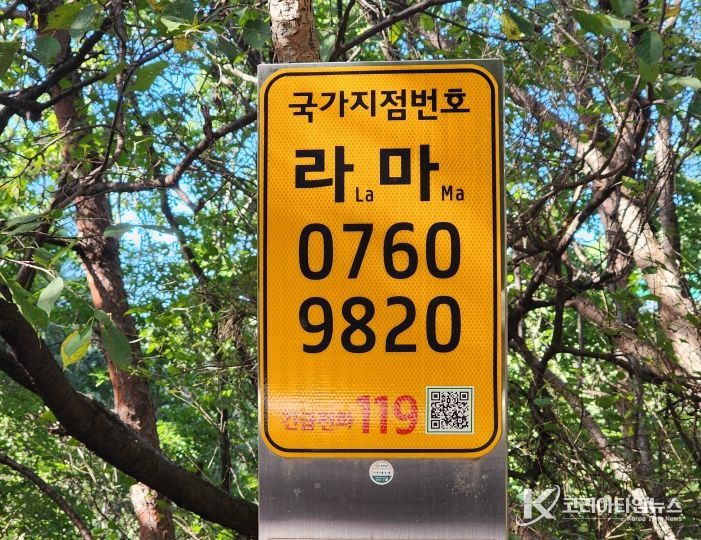 국가지점번호
라 La 마 Ma
0760
9820
긴급전화 119
코리아타임뉴스
Korea Time News